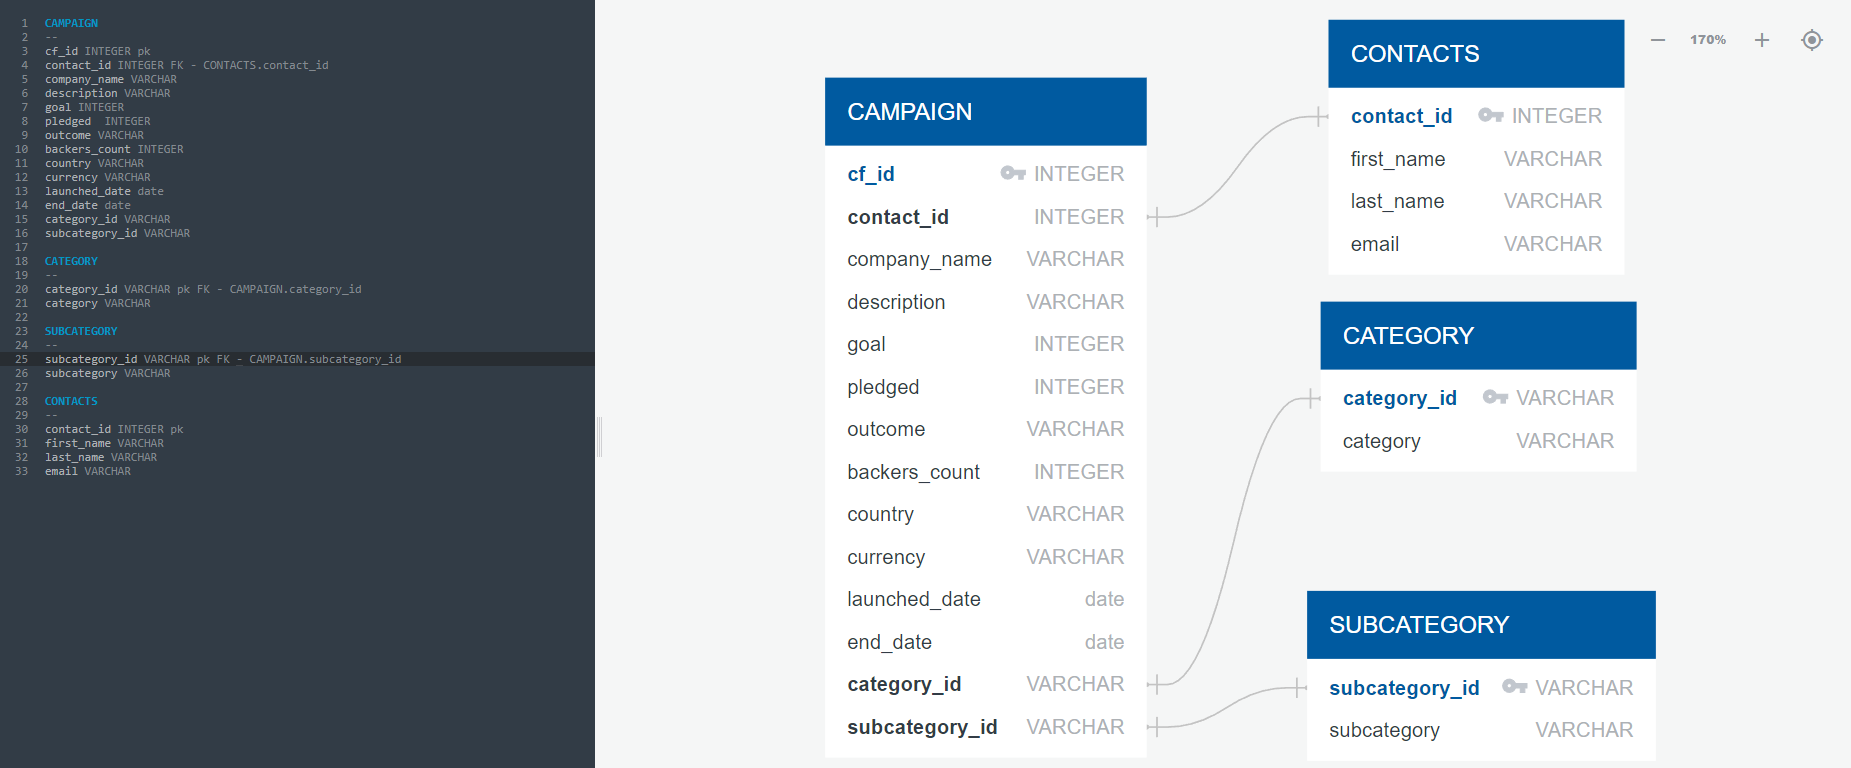 1 CAMPAIGN
2 --
3 cf_id INTEGER pk
4 contact_id INTEGER FK - CONTACTS.contact_id
5 company_name VARCHAR
6 description VARCHAR
7 goal INTEGER
8 pledged  INTEGER
9 outcome VARCHAR
10 backers_count INTEGER
11 country VARCHAR
12 currency VARCHAR
13 launched_date date
14 end_date date
15 category_id VARCHAR
16 subcategory_id VARCHAR
17
18 CATEGORY
19 --
20 category_id VARCHAR pk FK - CAMPAIGN.category_id
21 category VARCHAR
22
23 SUBCATEGORY
24 --
25 subcategory_id VARCHAR pk FK - CAMPAIGN.subcategory_id
26 subcategory VARCHAR
27
28 CONTACTS
29 --
30 contact_id INTEGER pk
31 first_name VARCHAR
32 last_name VARCHAR
33 email VARCHAR
CAMPAIGN
cf_id INTEGER
contact_id INTEGER
company_name VARCHAR
description VARCHAR
goal INTEGER
pledged INTEGER
outcome VARCHAR
backers_count INTEGER
country VARCHAR
currency VARCHAR
launched_date date
end_date date
category_id VARCHAR
subcategory_id VARCHAR
CONTACTS
contact_id INTEGER
first_name VARCHAR
last_name VARCHAR
email VARCHAR
CATEGORY
category_id VARCHAR
category VARCHAR
SUBCATEGORY
subcategory_id VARCHAR
subcategory VARCHAR
170%